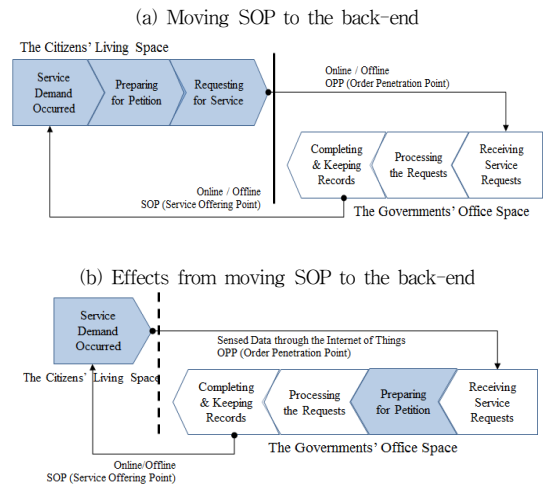 (a) Moving SOP to the back-end
The Citizens' Living Space
Service
Demand
Occurred
Preparing
for Petition
Requesting
for Service
Online / Offline
OPP (Order Penetration Point)
Completing
& Keeping
Records
Processing
the Requests
Receiving
Service
Requests
Online / Offline
SOP (Service Offering Point)
The Governments' Office Space
(b) Effects from moving SOP to the back-end
Service
Demand
Occurred
Sensed Data through the Internet of Things
OPP (Order Penetration Point)
The Citizens' Living Space
Completing
& Keeping
Records
Processing
the Requests
Preparing
for Petition
Receiving
Service
Requests
The Governments' Office Space
Online/Offline
SOP (Service Offering Point)